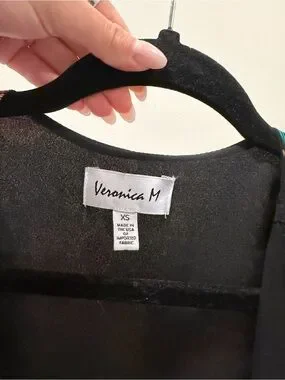 Veronica M
XS
MADE IN
THE USA
OF
IMPORTED
FABRIC